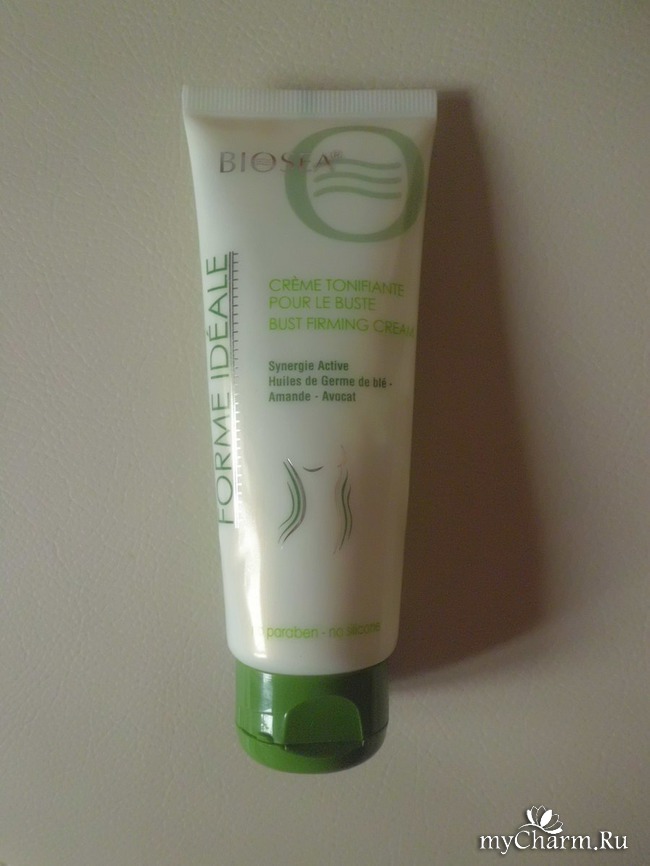 BIOSEA
FORME IDÉALE
CRÈME TONIFIANTE
POUR LE BUSTE
BUST FIRMING CREAM
Synergie Active
Huiles de Germe de blé -
Amande - Avocat
paraben - no silicone
myCharm.Ru